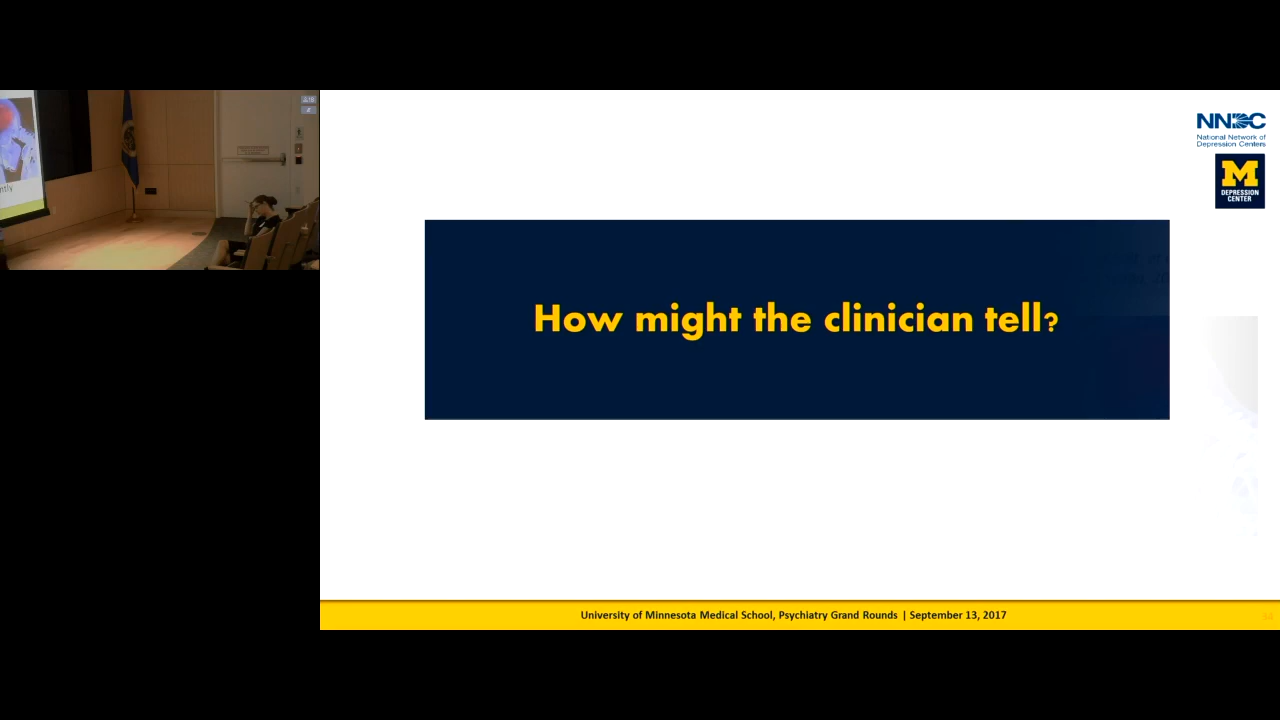 ntly
NNDC
National Network of
Depression Centers
M
DEPRESSION
CENTER
How might the clinician tell?
University of Minnesota Medical School, Psychiatry Grand Rounds | September 13, 2017